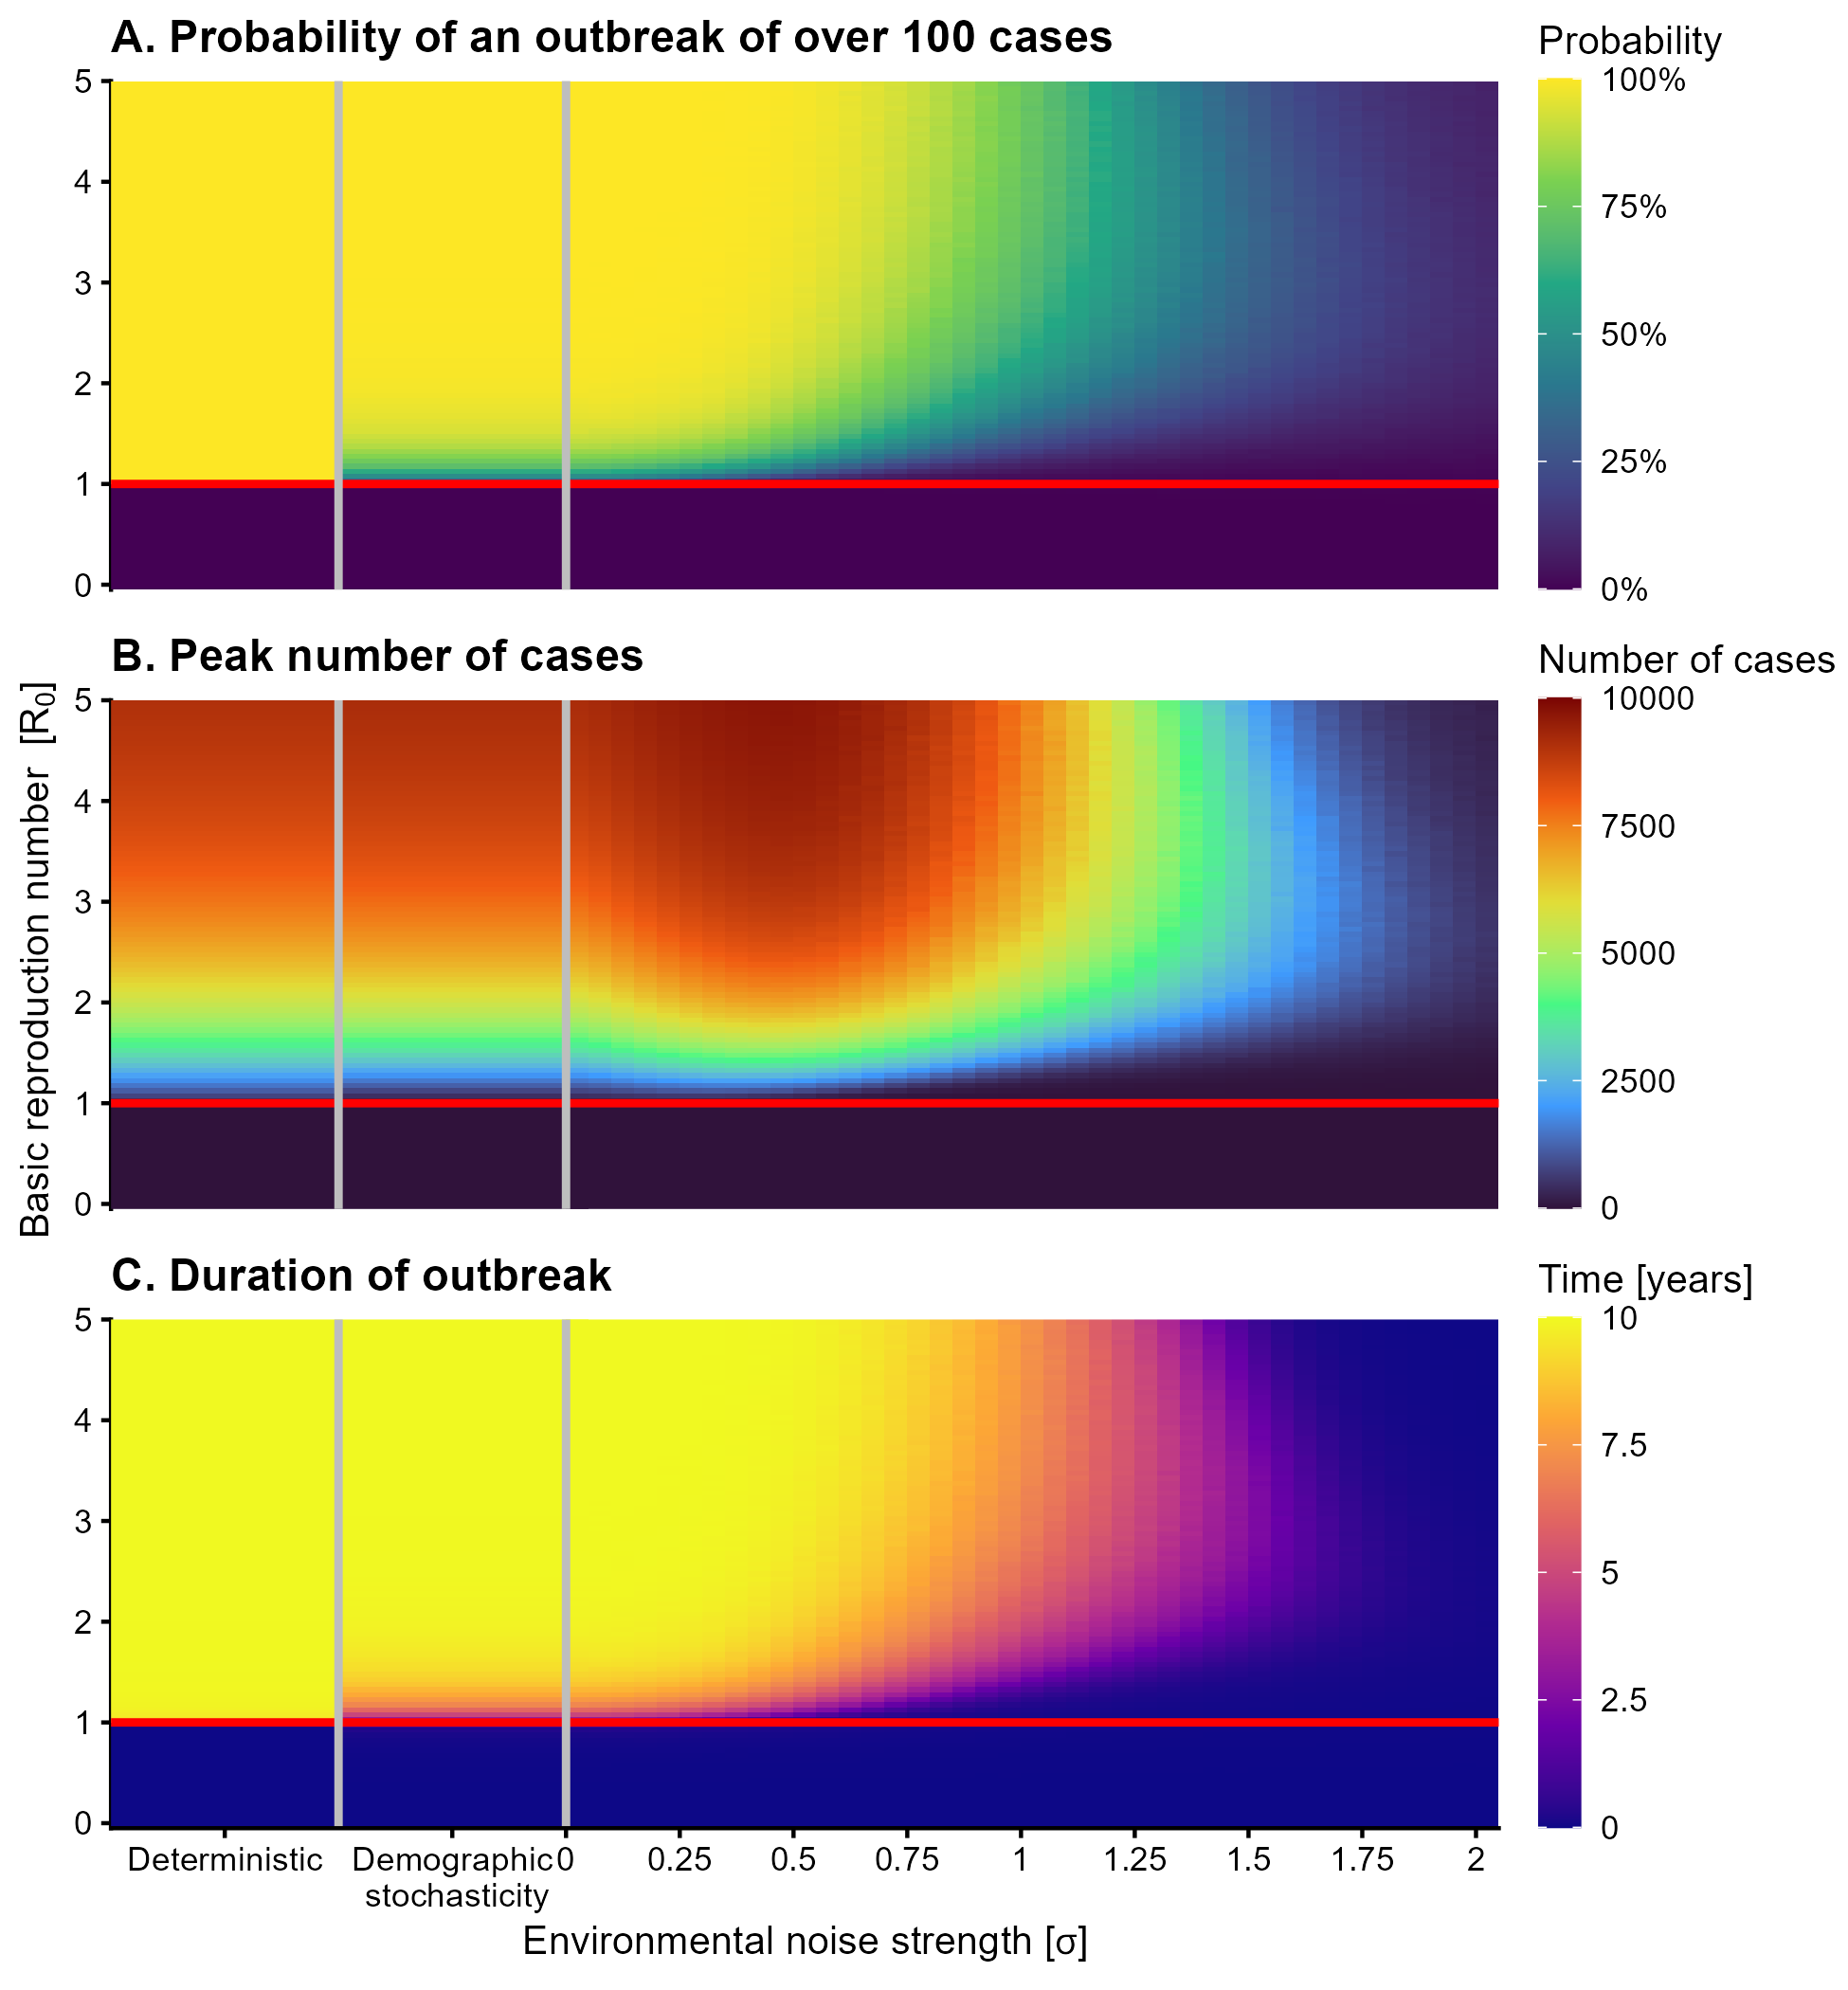 A. Probability of an outbreak of over 100 cases
Probability
5
4
3
2
1
0
100%
75%
50%
25%
0%
B. Peak number of cases
Number of cases
Basic reproduction number [R₀]
5
4
3
2
1
0
10000
7500
5000
2500
0
C. Duration of outbreak
Time [years]
5
4
3
2
1
0
10
7.5
5
2.5
0
Deterministic
Demographic
stochasticity
0 0.25 0.5 0.75 1 1.25 1.5 1.75 2
Environmental noise strength [σ]